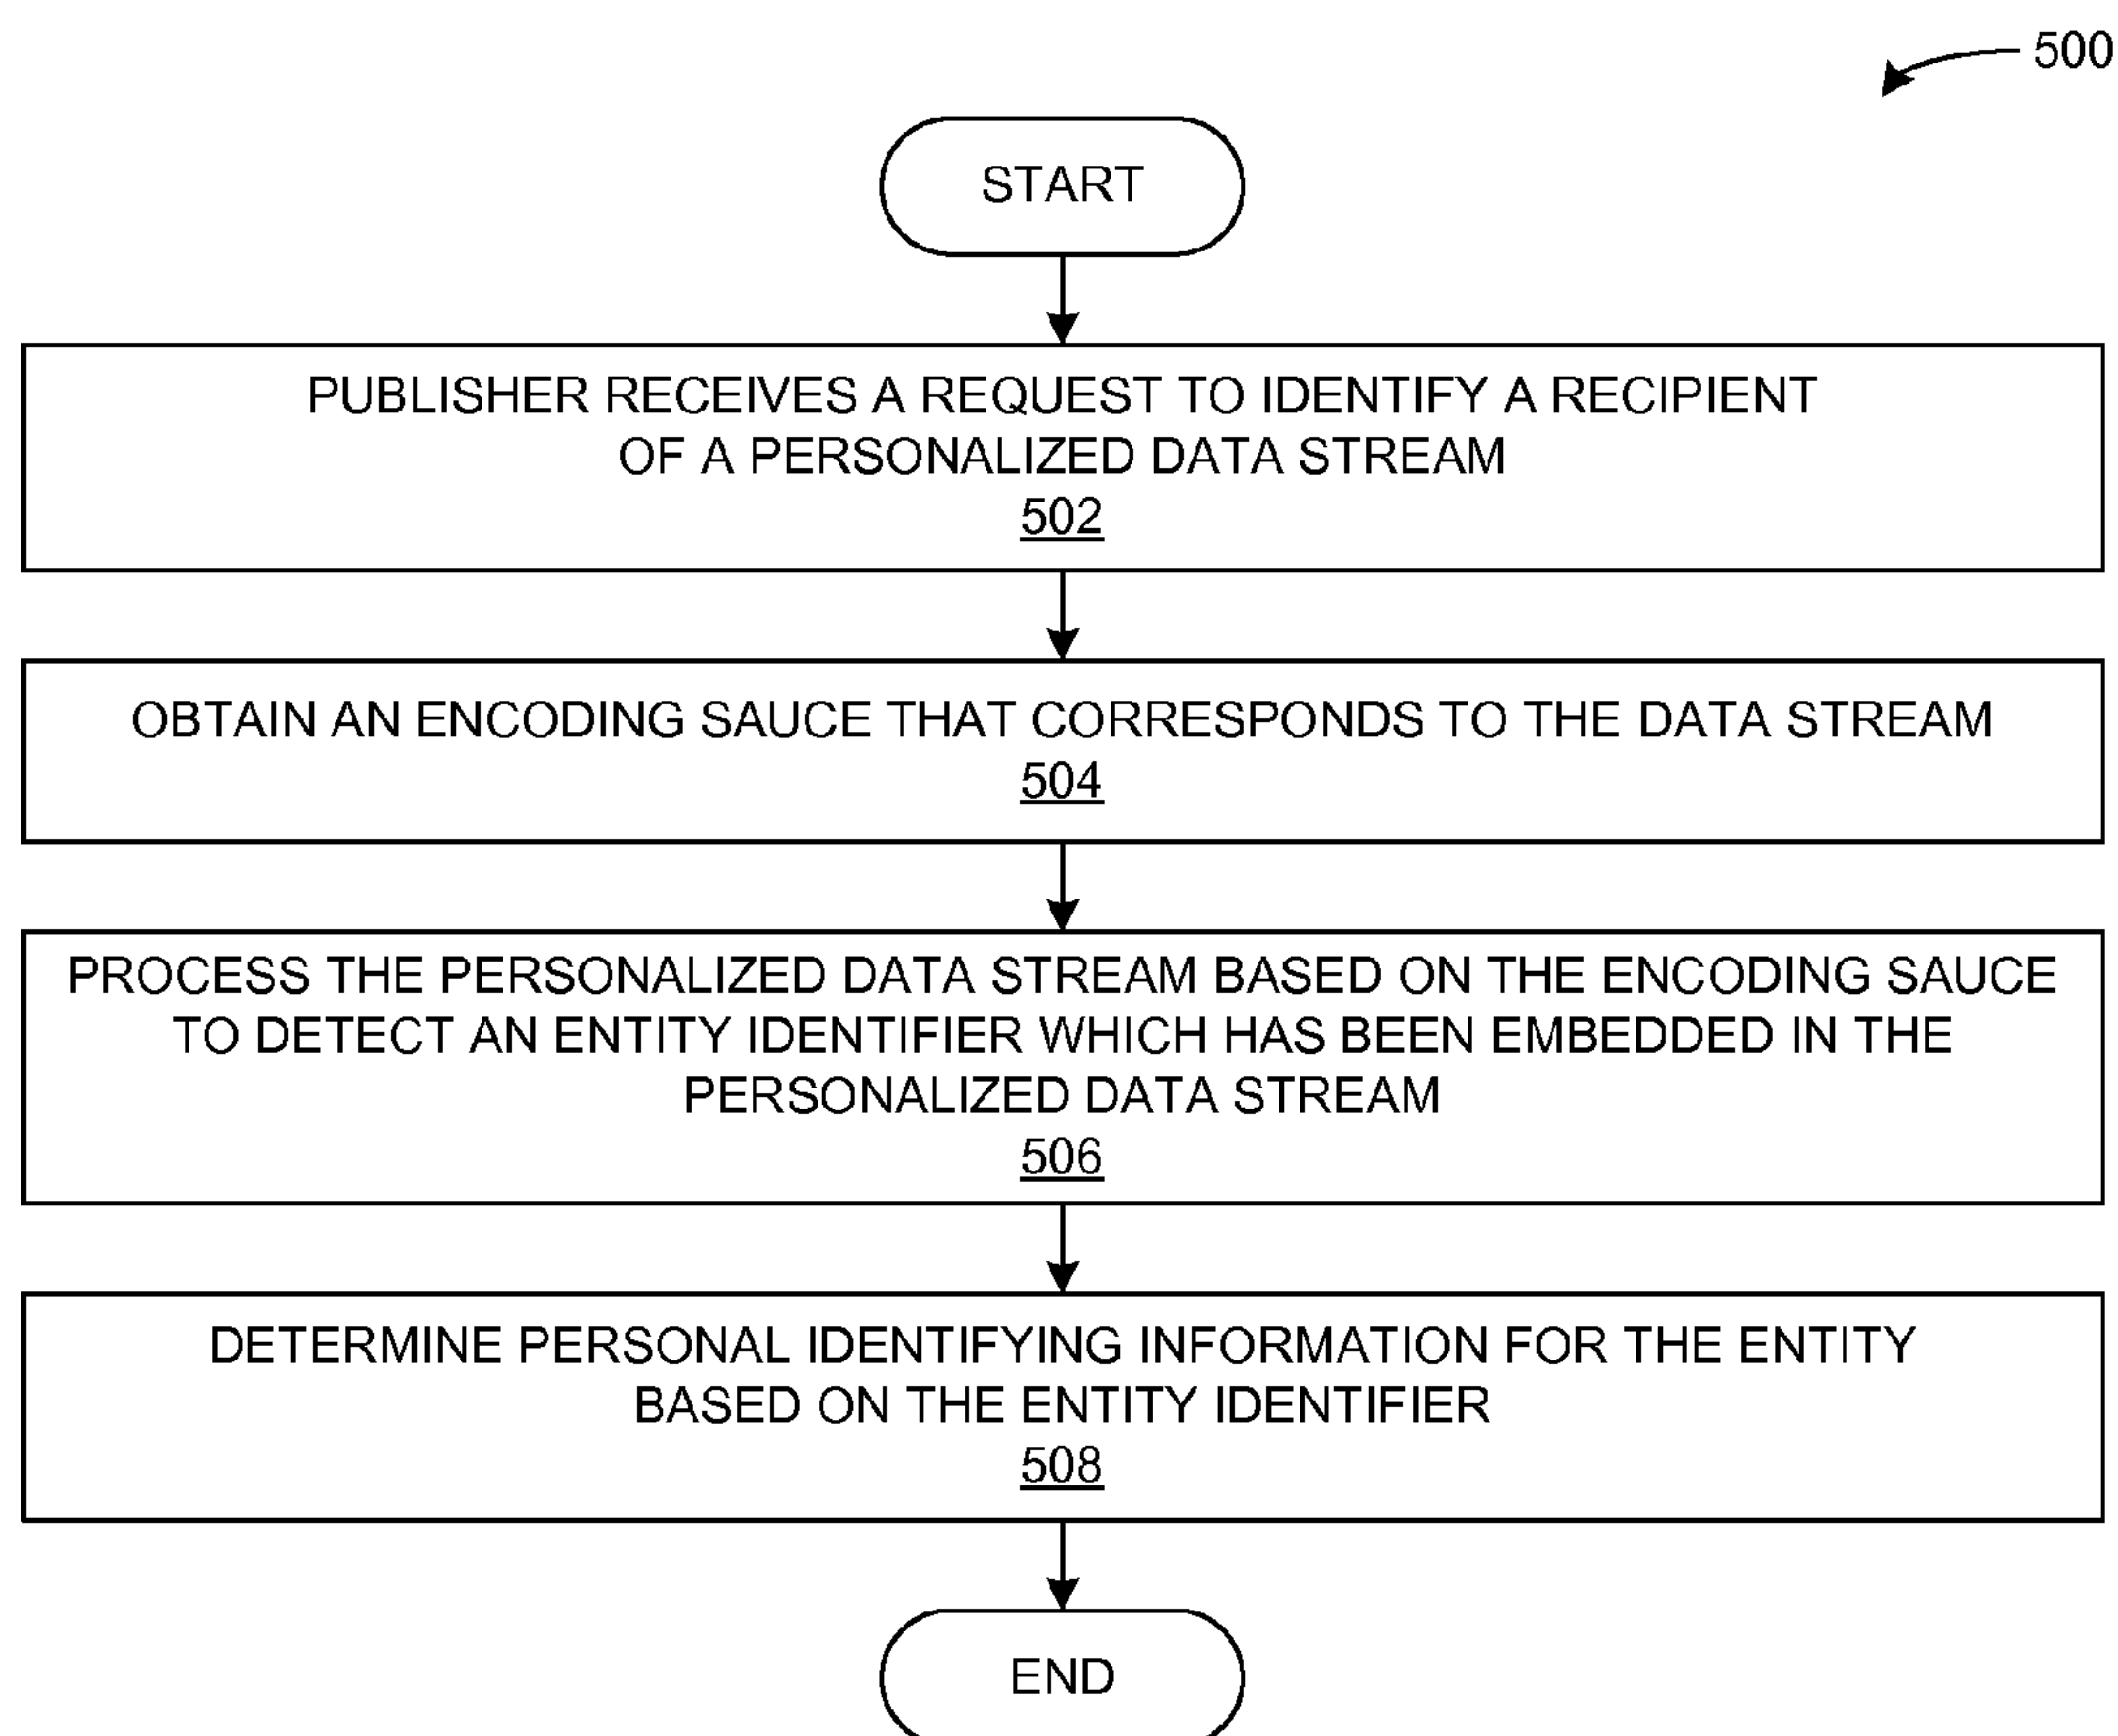 500
START
PUBLISHER RECEIVES A REQUEST TO IDENTIFY A RECIPIENT
OF A PERSONALIZED DATA STREAM
502
OBTAIN AN ENCODING SAUCE THAT CORRESPONDS TO THE DATA STREAM
504
PROCESS THE PERSONALIZED DATA STREAM BASED ON THE ENCODING SAUCE
TO DETECT AN ENTITY IDENTIFIER WHICH HAS BEEN EMBEDDED IN THE
PERSONALIZED DATA STREAM
506
DETERMINE PERSONAL IDENTIFYING INFORMATION FOR THE ENTITY
BASED ON THE ENTITY IDENTIFIER
508
END